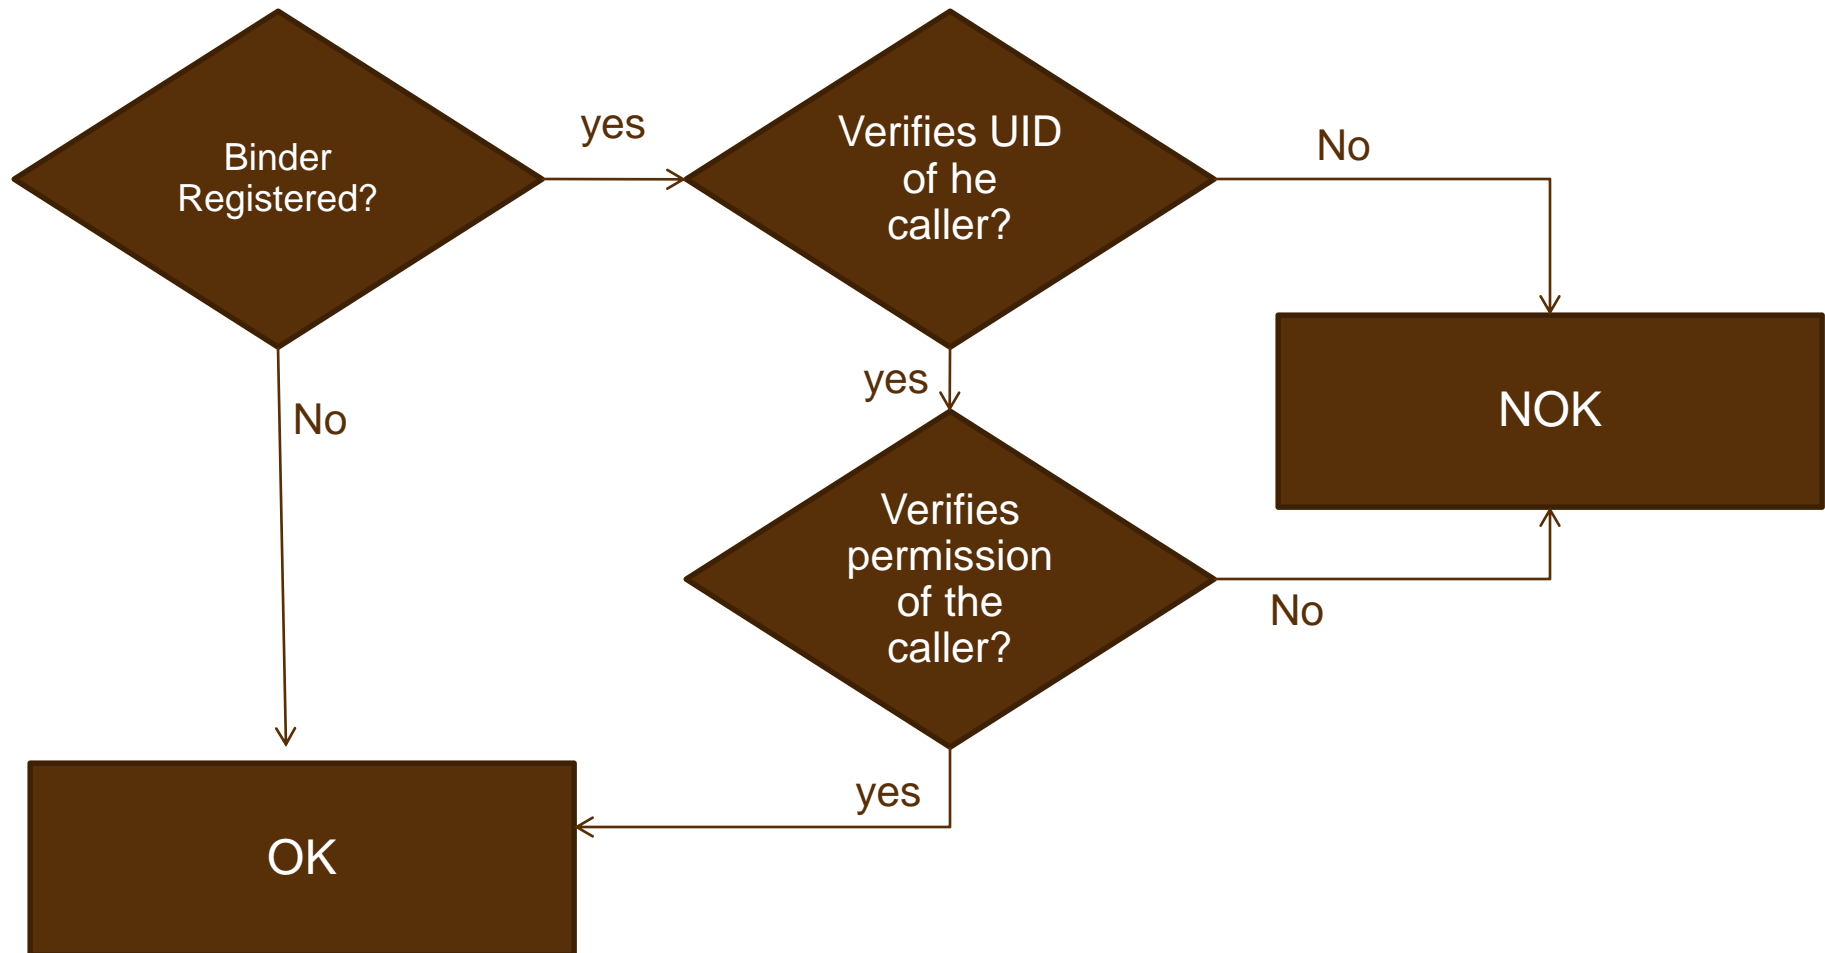 Binder
Registered?
yes
Verifies UID
of he
caller?
No
No
yes
NOK
Verifies
permission
of the
caller?
No
yes
OK